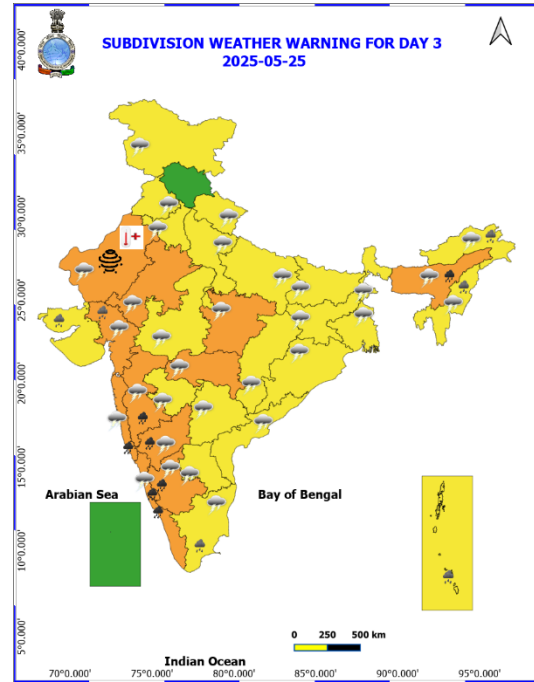 SUBDIVISION WEATHER WARNING FOR DAY 3
2025-05-25
40°0.000'
35°0.000'
30°0.000'
25°0.000'
20°0.000'
15°0.000'
10°0.000'
5°0.000'
Arabian Sea
Bay of Bengal
0 250 500 km
Indian Ocean
70°0.000' 75°0.000' 80°0.000' 85°0.000' 90°0.000' 95°0.000'